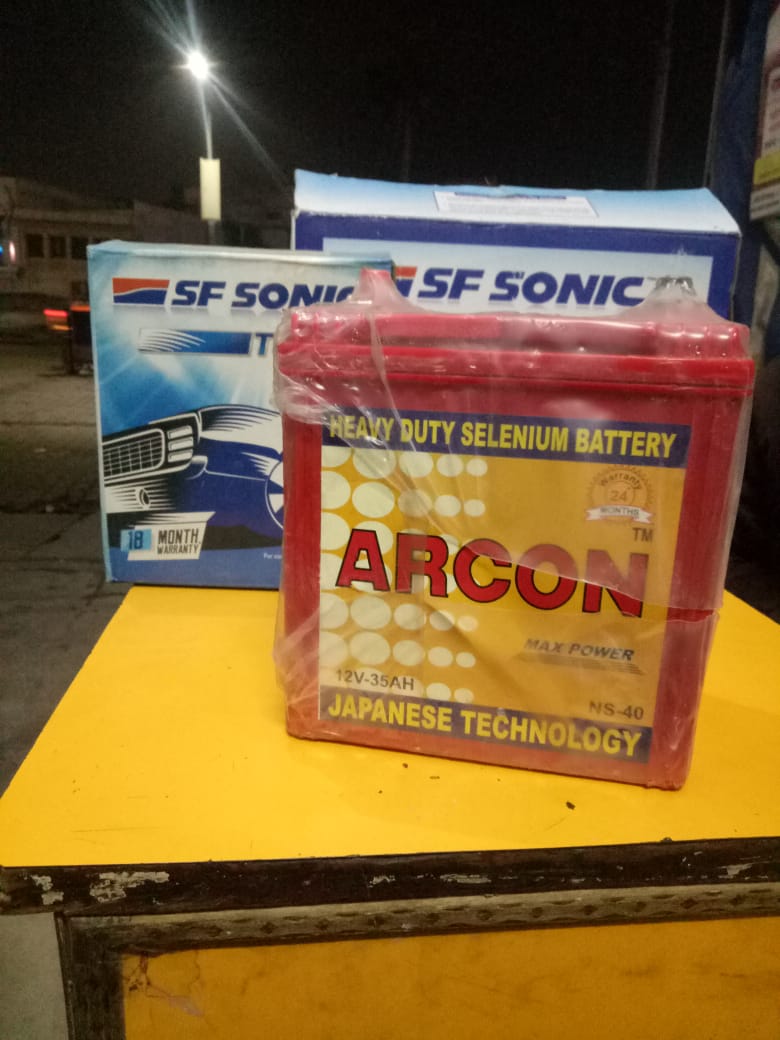 SF SONIC
SF SONIC
18 MONTH
WARRANTY
HEAVY DUTY SELENIUM BATTERY
Warranty
24
MONTHS
ARCON
TM
MAX POWER
12V-35AH
NS-40
JAPANESE TECHNOLOGY